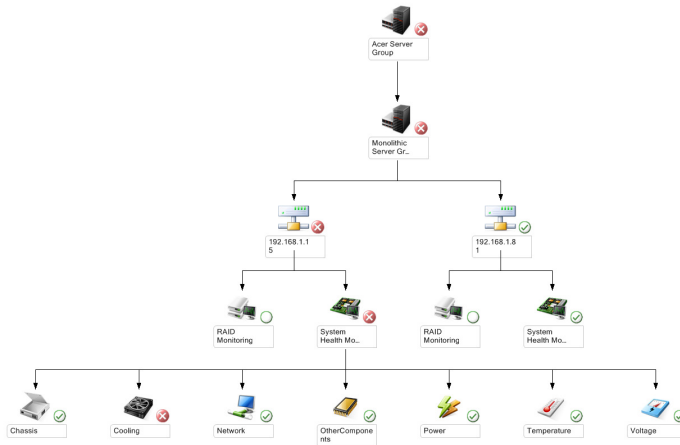 Acer Server
Group
Monolithic
Server Gr...
192.168.1.1
5
192.168.1.8
1
RAID
Monitoring
System
Health Mo...
RAID
Monitoring
System
Health Mo...
Chassis
Cooling
Network
OtherCompone
nts
Power
Temperature
Voltage